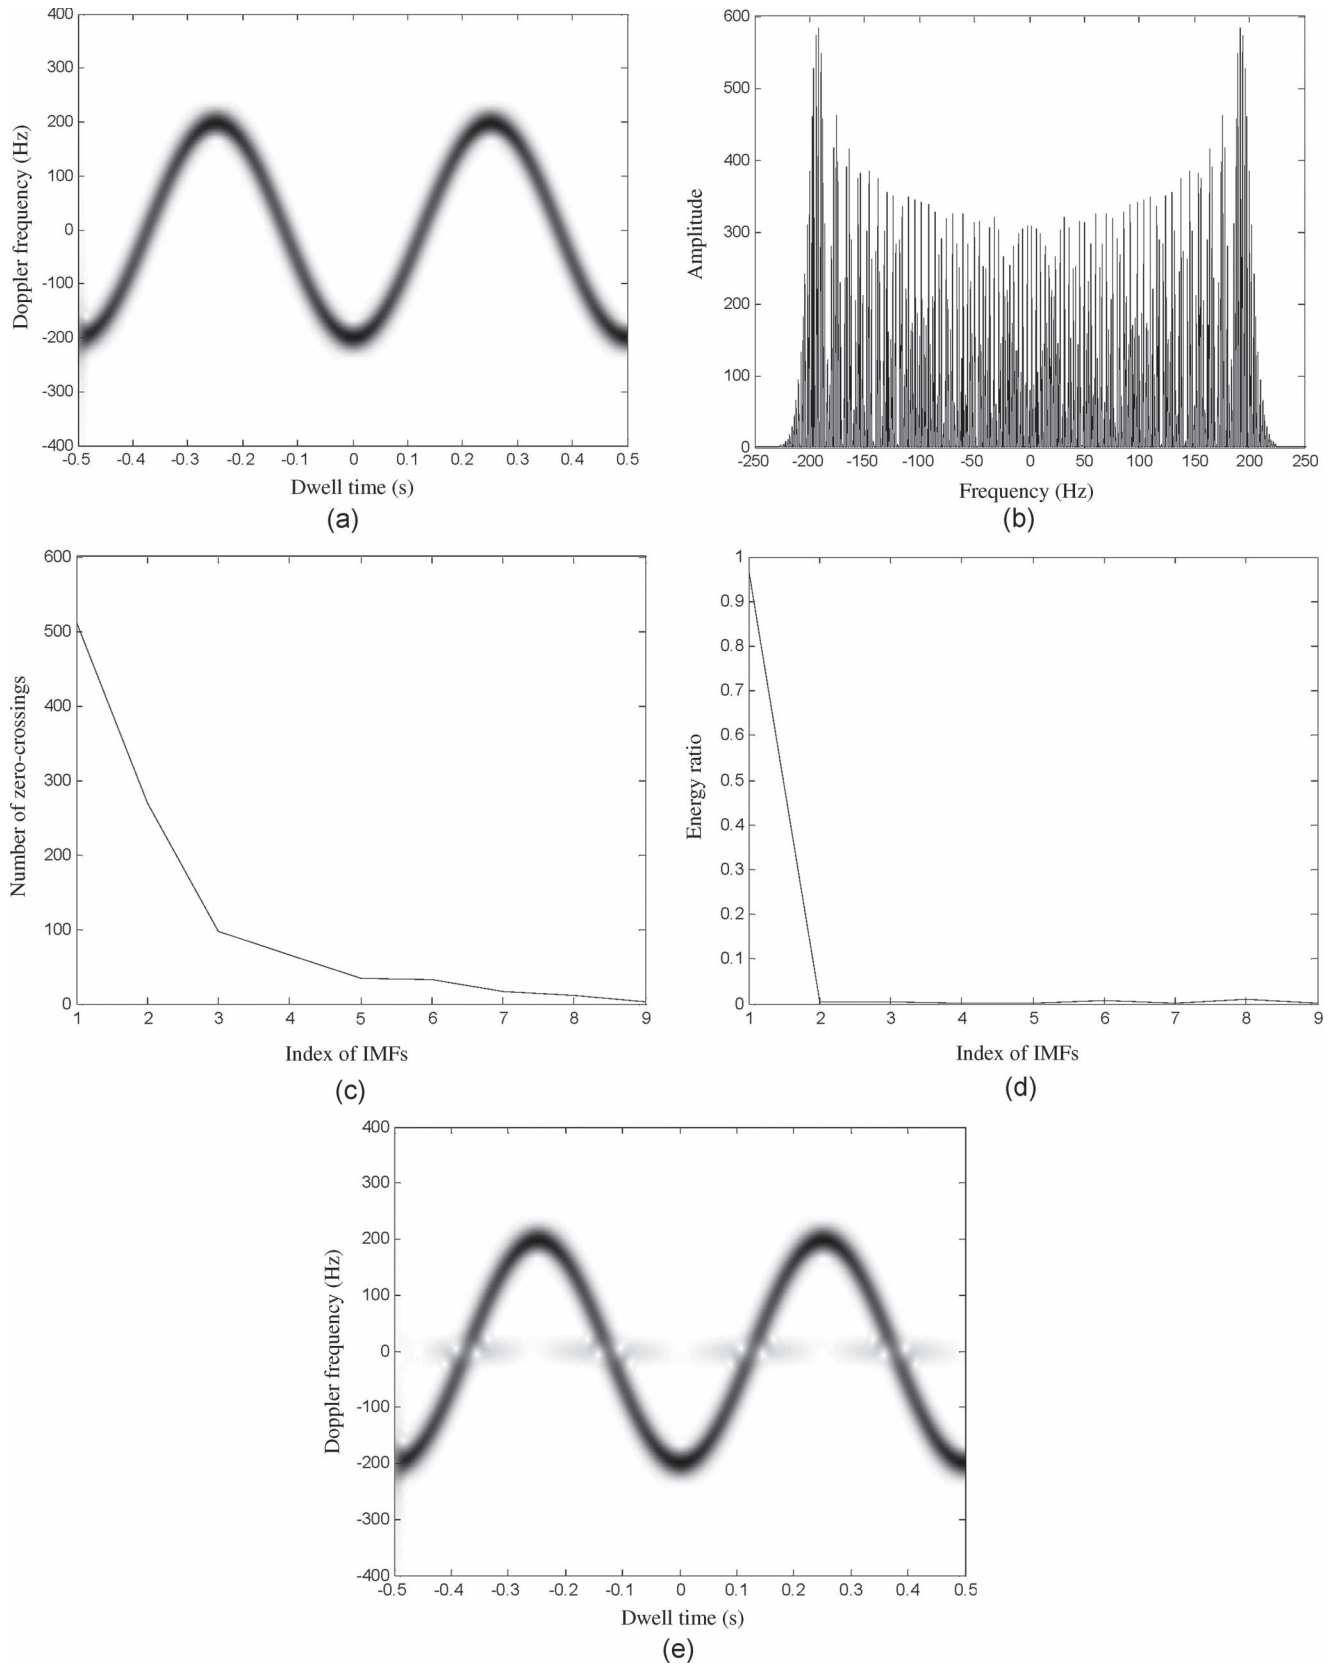 400
300
200
100
0
-100
-200
-300
-400
Doppler frequency (Hz)
-0.5 -0.4 -0.3 -0.2 -0.1 0 0.1 0.2 0.3 0.4 0.5
Dwell time (s)
(a)
600
500
400
300
200
100
0
Amplitude
-250 -200 -150 -100 -50 0 50 100 150 200 250
Frequency (Hz)
(b)
600
500
400
300
200
100
0
Number of zero-crossings
1 2 3 4 5 6 7 8 9
Index of IMFs
(c)
1
0.9
0.8
0.7
0.6
0.5
0.4
0.3
0.2
0.1
0
Energy ratio
1 2 3 4 5 6 7 8 9
Index of IMFs
(d)
400
300
200
100
0
-100
-200
-300
-400
Doppler frequency (Hz)
-0.5 -0.4 -0.3 -0.2 -0.1 0 0.1 0.2 0.3 0.4 0.5
Dwell time (s)
(e)